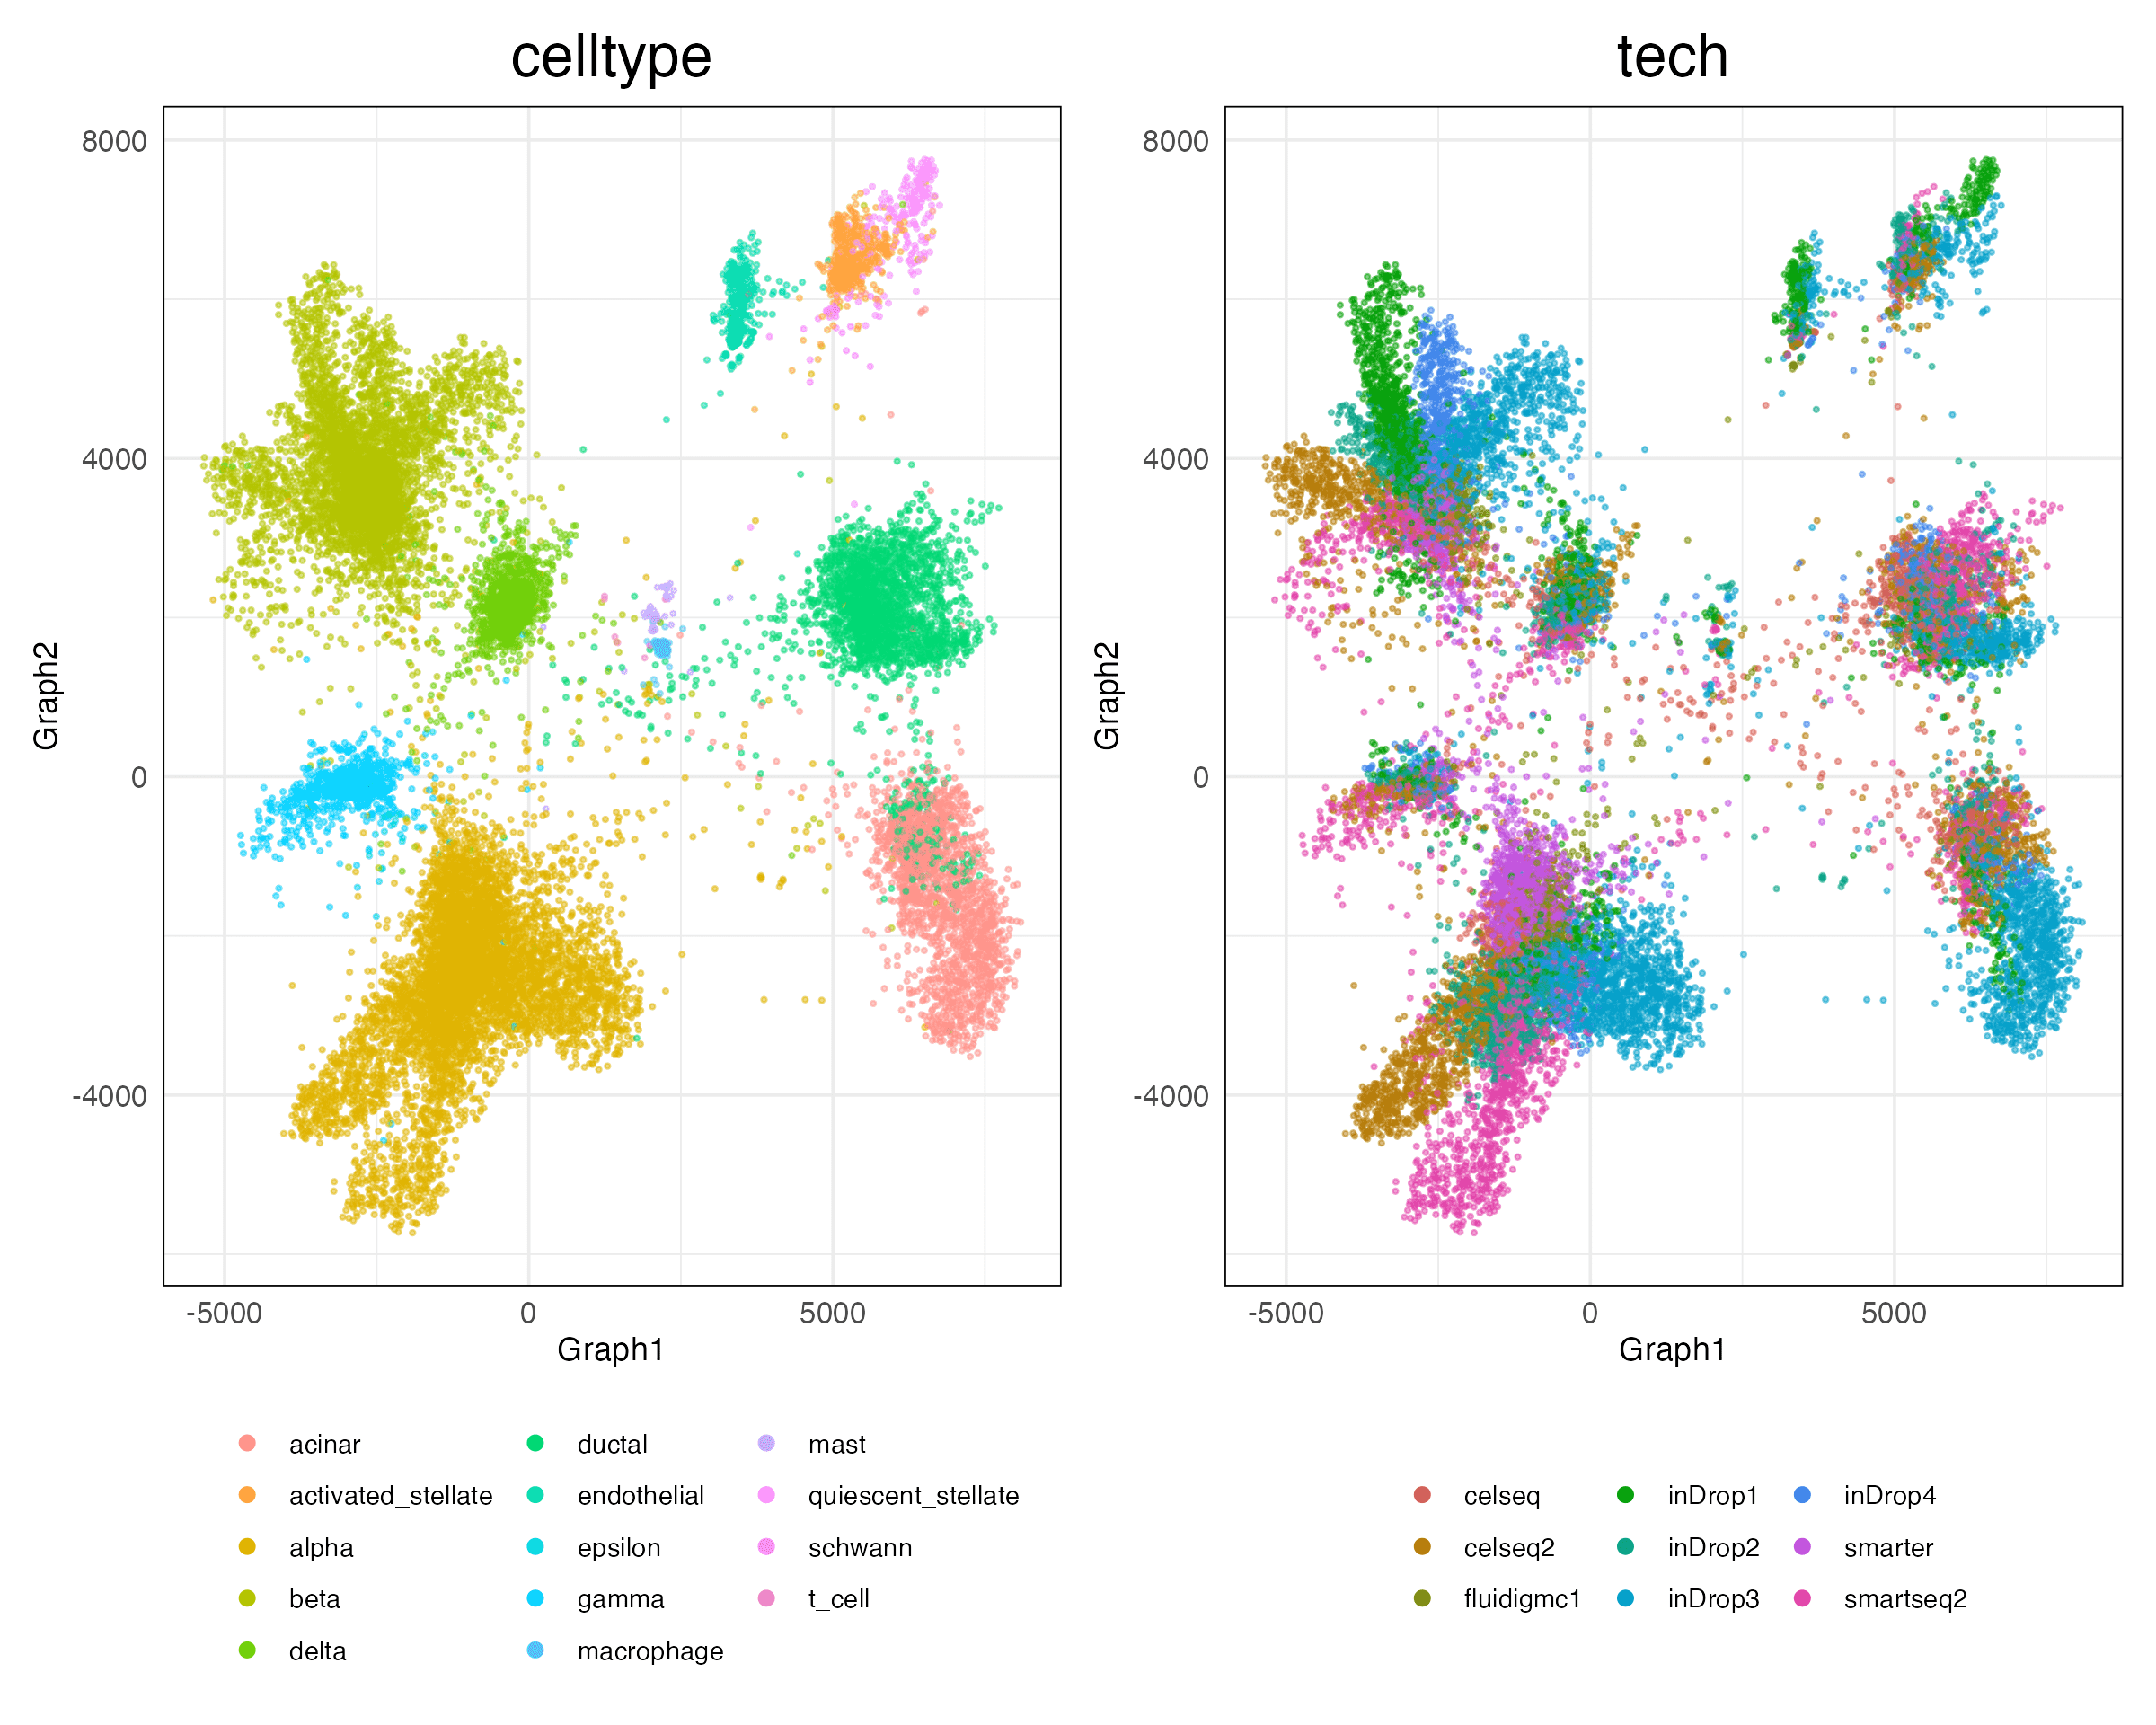 celltype
8000
4000
0
-4000
Graph2
-5000 0 5000
Graph1
acinar
activated_stellate
alpha
beta
delta
ductal
endothelial
epsilon
gamma
macrophage
mast
quiescent_stellate
schwann
t_cell
tech
8000
4000
0
-4000
Graph2
-5000 0 5000
Graph1
celseq
celseq2
fluidigmc1
inDrop1
inDrop2
inDrop3
inDrop4
smarter
smartseq2